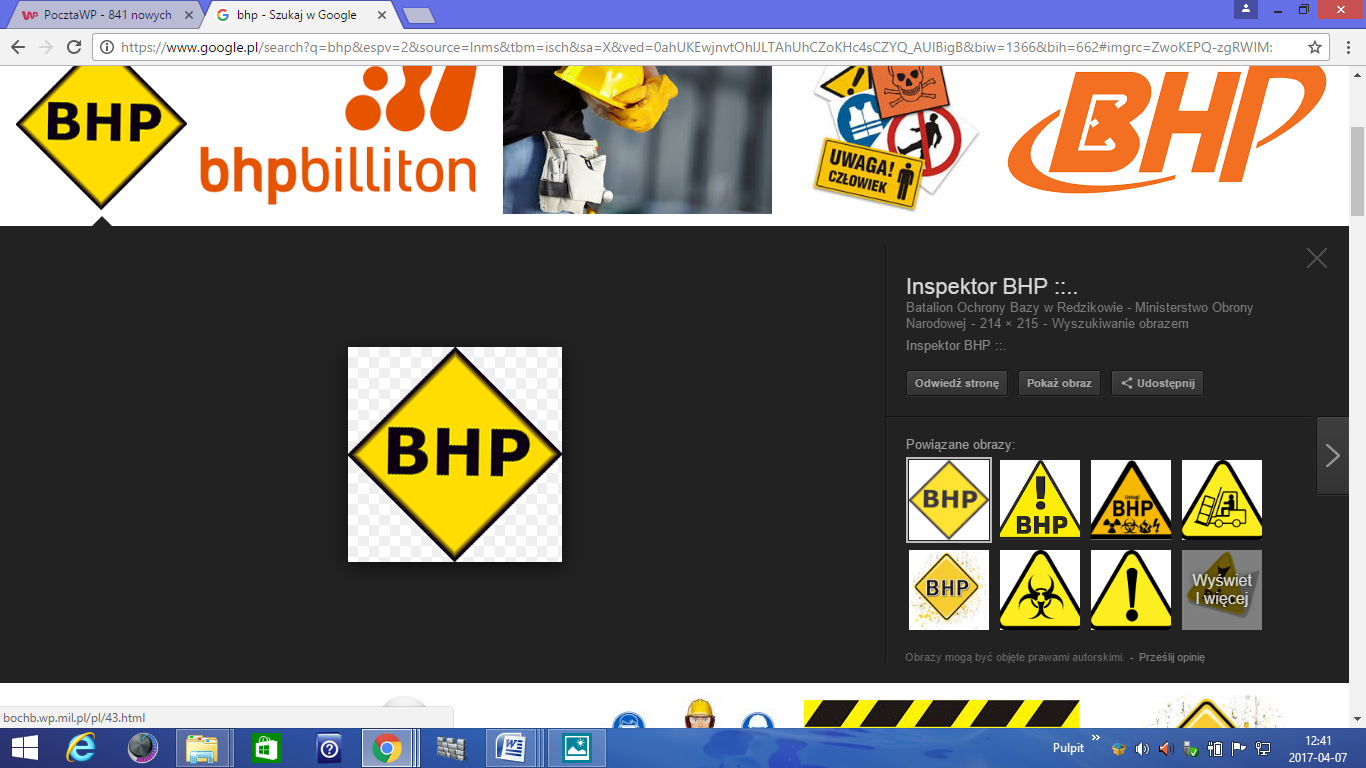 PocztaWP - 841 nowych
bhp - Szukaj w Google
https://www.google.pl/search?q=bhp&espv=2&source=lnms&tbm=isch&sa=X&ved=0ahUKEwjnvtOhlJLTAhUhCZoKHc4sCZYQ_AUIBigB&biw=1366&bih=662#imgrc=ZwoKEPQ-zgRWIM:
BHP
bhpbilliton
UWAGA!
CZŁOWIEK
BHP
Inspektor BHP ::..
Batalion Ochrony Bazy w Redzikowie - Ministerstwo Obrony
Narodowej - 214 × 215 - Wyszukiwanie obrazem
Inspektor BHP ::.
Odwiedź stronę
Pokaż obraz
Udostępnij
BHP
Powiązane obrazy:
BHP
! BHP
Usługi
BHP
BHP
Wyświet
l więcej
Obrazy mogą być objęte prawami autorskimi. - Prześlij opinię
bochb.wp.mil.pl/pl/43.html
Pulpit
12:41
2017-04-07